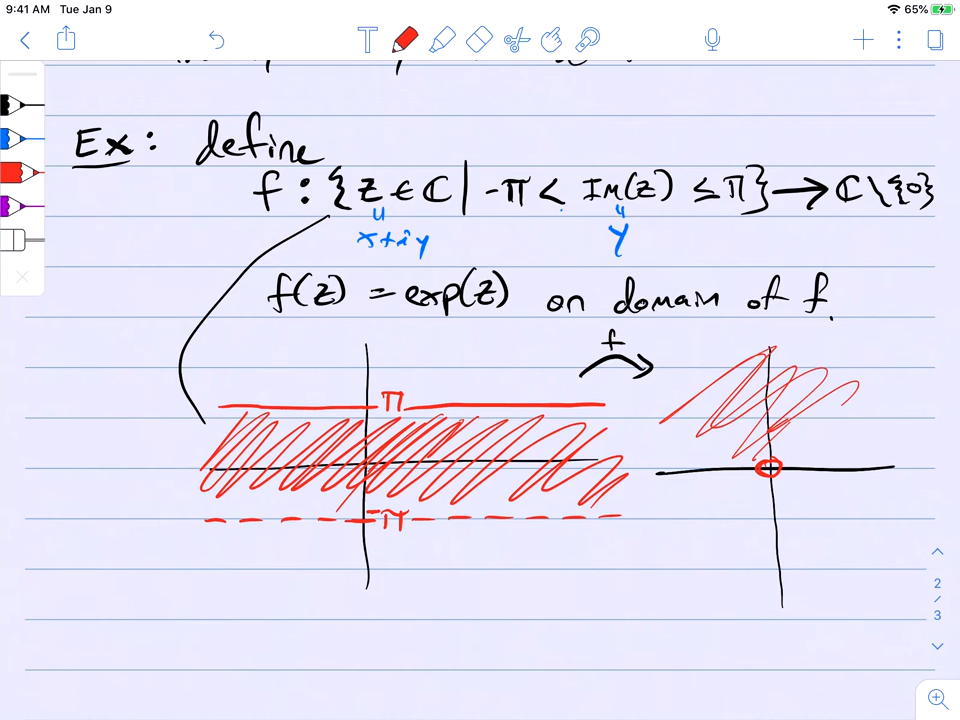 9:41 AM Tue Jan 9
65%
T
Ex: define
f : {z ∈ ℂ | -π < Im(z) ≤ π} → ℂ \ {0}
x+iy y
f(z) = exp(z) on domain of f.
f
π
-π
2
/
3